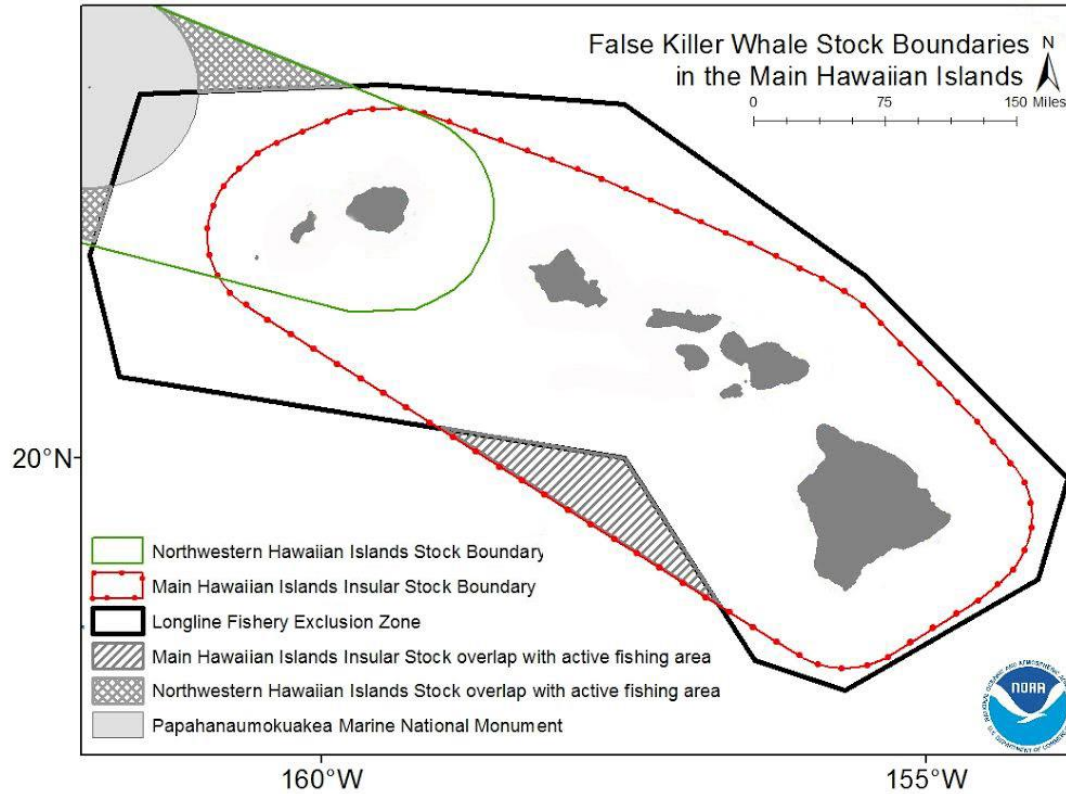 False Killer Whale Stock Boundaries
in the Main Hawaiian Islands
N
0 75 150 Miles
20°N
Northwestern Hawaiian Islands Stock Boundary
Main Hawaiian Islands Insular Stock Boundary
Longline Fishery Exclusion Zone
Main Hawaiian Islands Insular Stock overlap with active fishing area
Northwestern Hawaiian Islands Stock overlap with active fishing area
Papahanaumokuakea Marine National Monument
NOAA
160°W
155°W